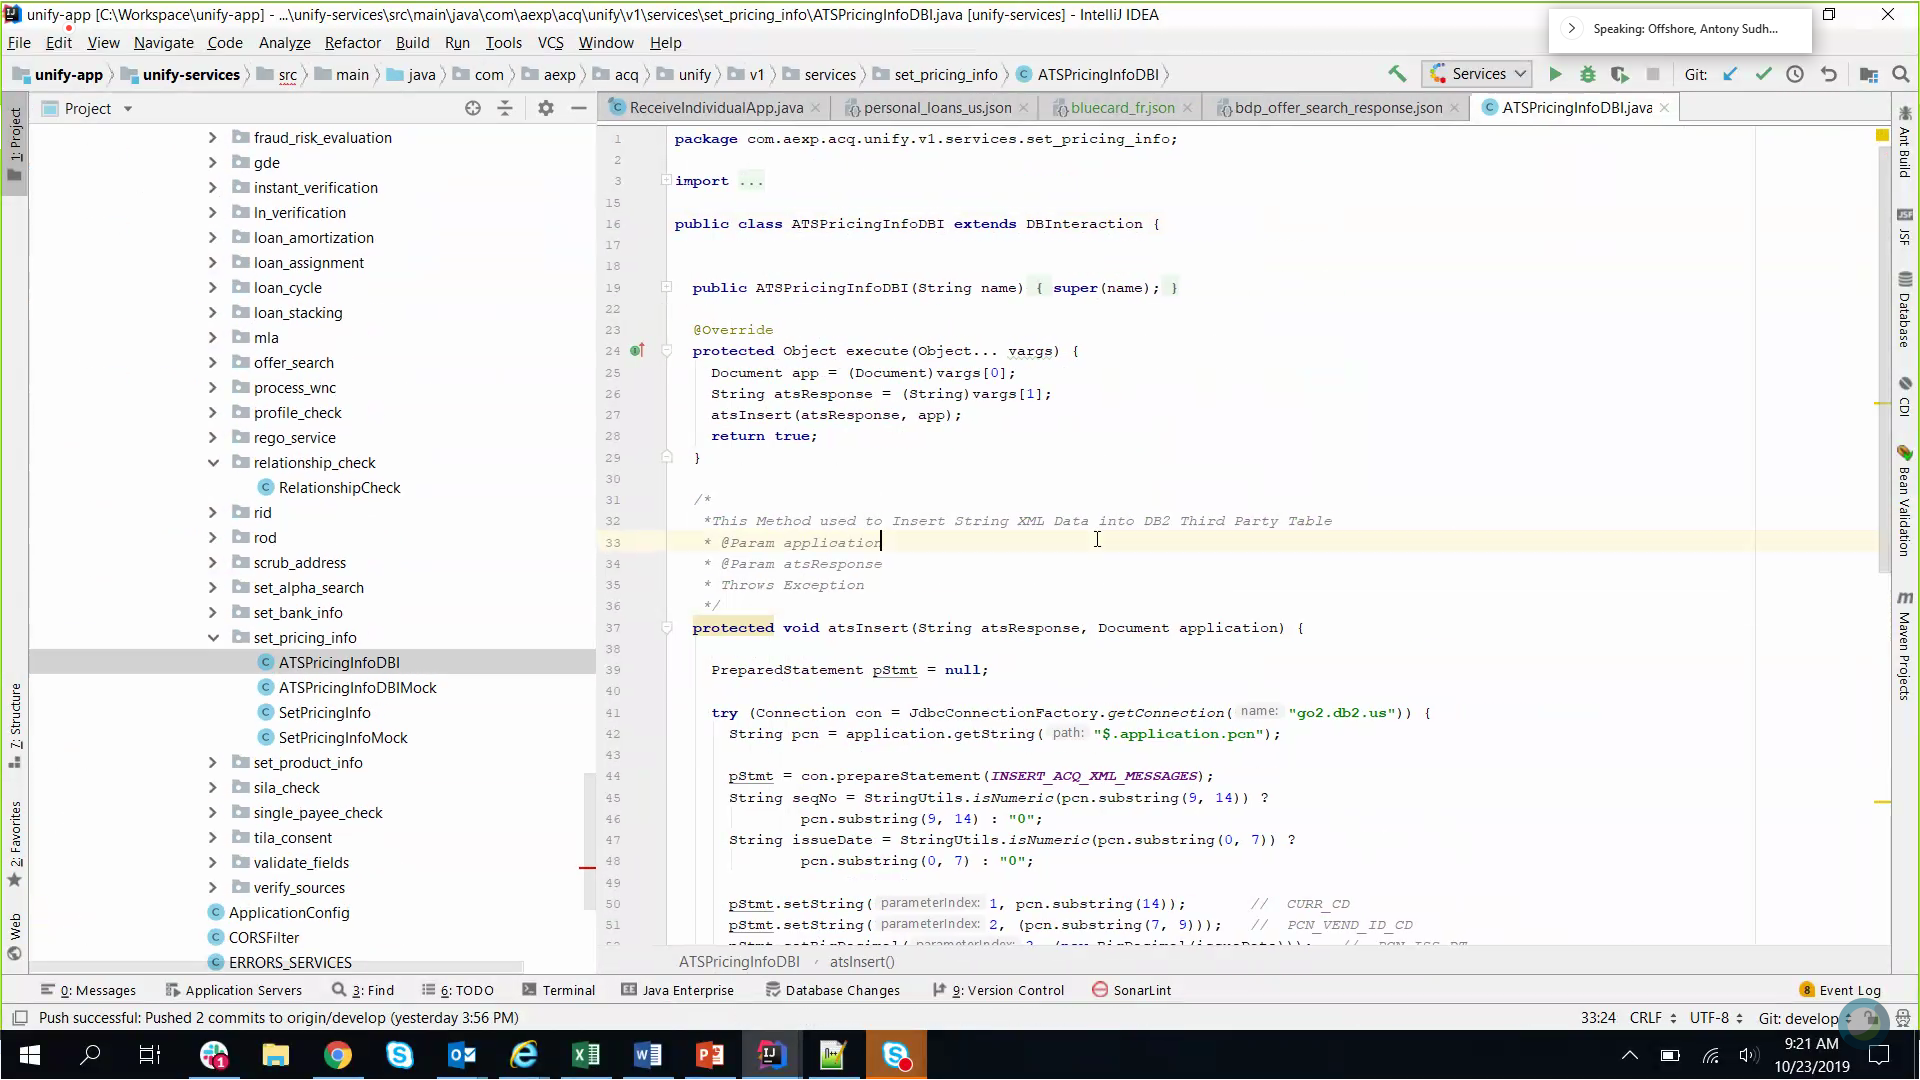 unify-app [C:\Workspace\unify-app] - ...\unify-services\src\main\java\com\aexp\acq\unify\v1\services\set_pricing_info\ATSPricingInfoDBI.java [unify-services] - IntelliJ IDEA
Speaking: Offshore, Antony Sudh...
File Edit View Navigate Code Analyze Refactor Build Run Tools VCS Window Help
unify-app unify-services src main java com aexp acq unify v1 services set_pricing_info ATSPricingInfoDBI Services Git:
Project
ReceiveIndividualApp.java personal_loans_us.json bluecard_fr.json bdp_offer_search_response.json ATSPricingInfoDBI.java
1: Project
7: Structure
2: Favorites
Web
fraud_risk_evaluation
gde
instant_verification
ln_verification
loan_amortization
loan_assignment
loan_cycle
loan_stacking
mla
offer_search
process_wnc
profile_check
rego_service
relationship_check
RelationshipCheck
rid
rod
scrub_address
set_alpha_search
set_bank_info
set_pricing_info
ATSPricingInfoDBI
ATSPricingInfoDBIMock
SetPricingInfo
SetPricingInfoMock
set_product_info
sila_check
single_payee_check
tila_consent
validate_fields
verify_sources
ApplicationConfig
CORSFilter
ERRORS_SERVICES
1 package com.aexp.acq.unify.v1.services.set_pricing_info;
2
3 import ...
15
16 public class ATSPricingInfoDBI extends DBInteraction {
17
18
19 public ATSPricingInfoDBI(String name) { super(name); }
22
23 @Override
24 protected Object execute(Object... vargs) {
25 Document app = (Document)vargs[0];
26 String atsResponse = (String)vargs[1];
27 atsInsert(atsResponse, app);
28 return true;
29 }
30
31 /*
32 *This Method used to Insert String XML Data into DB2 Third Party Table
33 * @Param application
34 * @Param atsResponse
35 * Throws Exception
36 */
37 protected void atsInsert(String atsResponse, Document application) {
38
39 PreparedStatement pStmt = null;
40
41 try (Connection con = JdbcConnectionFactory.getConnection( name: "go2.db2.us")) {
42 String pcn = application.getString( path: "$.application.pcn");
43
44 pStmt = con.prepareStatement(INSERT_ACQ_XML_MESSAGES);
45 String seqNo = StringUtils.isNumeric(pcn.substring(9, 14)) ?
46 pcn.substring(9, 14) : "0";
47 String issueDate = StringUtils.isNumeric(pcn.substring(0, 7)) ?
48 pcn.substring(0, 7) : "0";
49
50 pStmt.setString( parameterIndex: 1, pcn.substring(14)); // CURR_CD
51 pStmt.setString( parameterIndex: 2, (pcn.substring(7, 9))); // PCN_VEND_ID_CD
52 pStmt.setBigDecimal( parameterIndex: 3, (new BigDecimal(issueDate))); // PCN_ISS_DT
ATSPricingInfoDBI atsInsert()
Ant Build
JSF
Database
CDI
Bean Validation
Maven Projects
0: Messages Application Servers 3: Find 6: TODO Terminal Java Enterprise Database Changes 9: Version Control SonarLint 8 Event Log
Push successful: Pushed 2 commits to origin/develop (yesterday 3:56 PM) 33:24 CRLF UTF-8 Git: develop
9:21 AM
10/23/2019